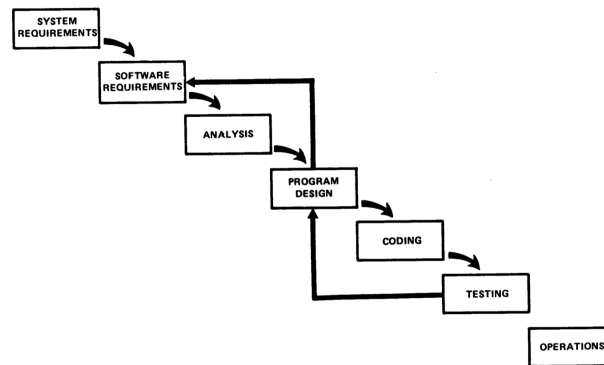 SYSTEM
REQUIREMENTS
SOFTWARE
REQUIREMENTS
ANALYSIS
PROGRAM
DESIGN
CODING
TESTING
OPERATIONS